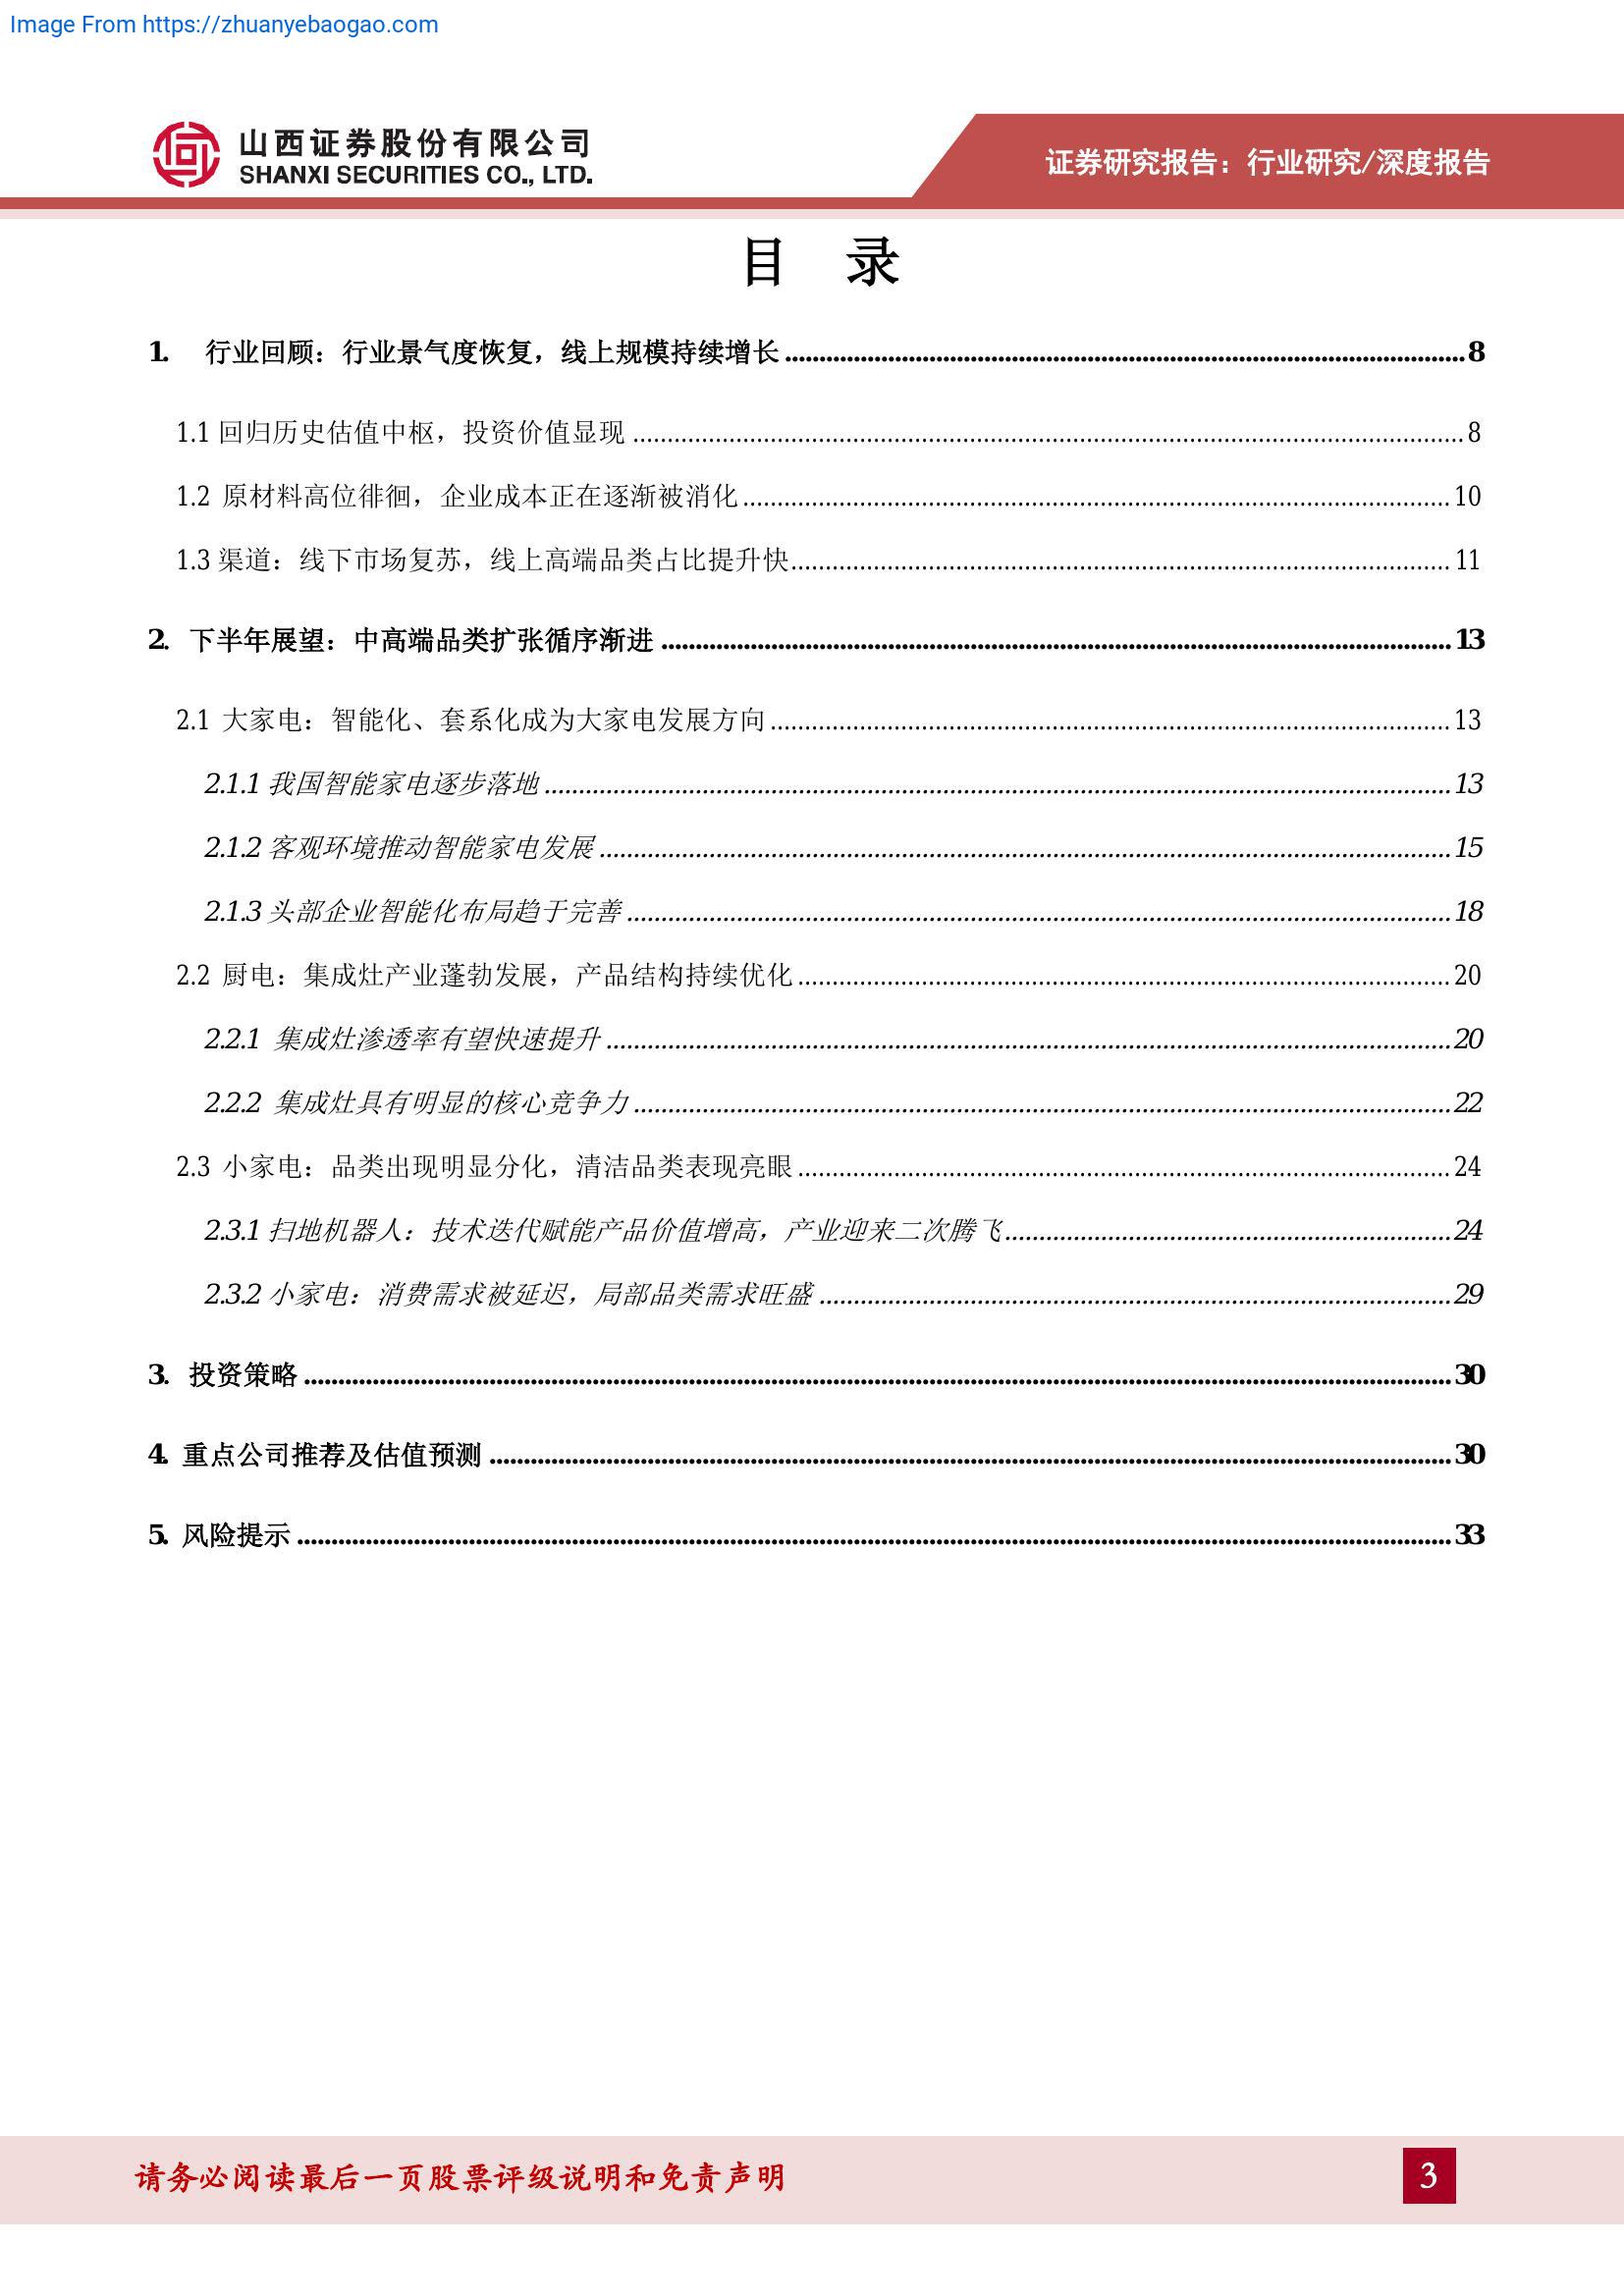 Image From https://zhuanyebaogao.com
山西证券股份有限公司
SHANXI SECURITIES CO., LTD.
证券研究报告：行业研究/深度报告
目 录
1. 行业回顾：行业景气度恢复，线上规模持续增长 8
1.1 回归历史估值中枢，投资价值显现 8
1.2 原材料高位徘徊，企业成本正在逐渐被消化 10
1.3 渠道：线下市场复苏，线上高端品类占比提升快 11
2. 下半年展望：中高端品类扩张循序渐进 13
2.1 大家电：智能化、套系化成为大家电发展方向 13
2.1.1 我国智能家电逐步落地 13
2.1.2 客观环境推动智能家电发展 15
2.1.3 头部企业智能化布局趋于完善 18
2.2 厨电：集成灶产业蓬勃发展，产品结构持续优化 20
2.2.1 集成灶渗透率有望快速提升 20
2.2.2 集成灶具有明显的核心竞争力 22
2.3 小家电：品类出现明显分化，清洁品类表现亮眼 24
2.3.1 扫地机器人：技术迭代赋能产品价值增高，产业迎来二次腾飞 24
2.3.2 小家电：消费需求被延迟，局部品类需求旺盛 29
3. 投资策略 30
4. 重点公司推荐及估值预测 30
5. 风险提示 33
请务必阅读最后一页股票评级说明和免责声明
3